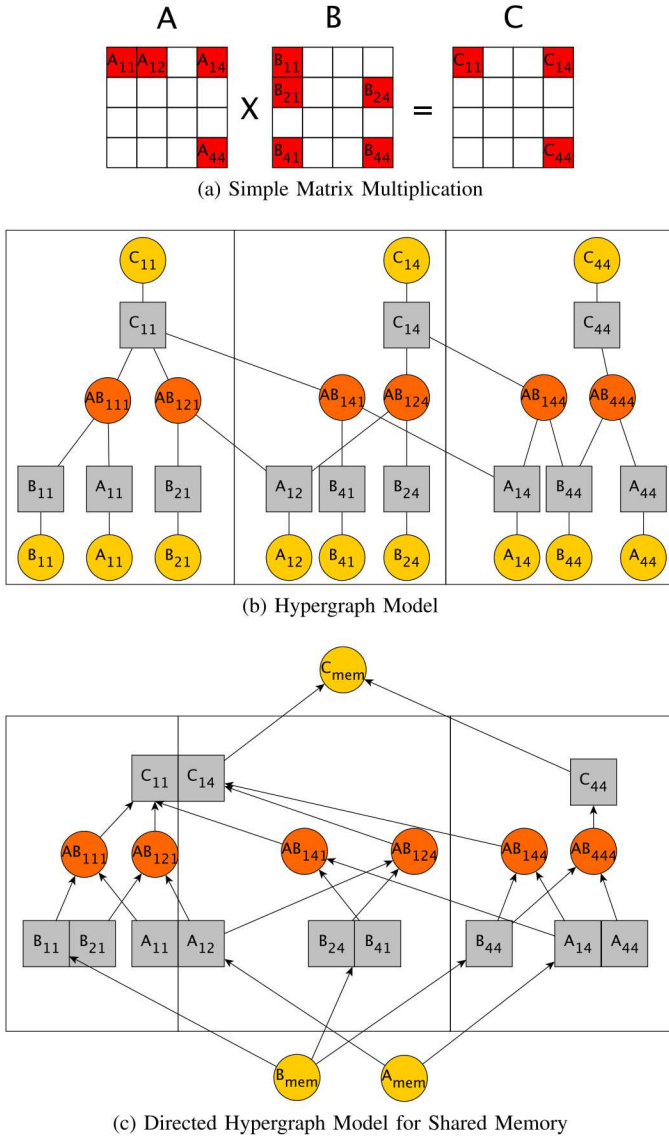 A B C
A11 A12 A14 B11 C11 C14
B21 B24
X =
A44 B41 B44 C44
(a) Simple Matrix Multiplication
C11 C14 C44
C11 C14 C44
AB111 AB121 AB141 AB124 AB144 AB444
B11 A11 B21 A12 B41 B24 A14 B44 A44
B11 A11 B21 A12 B41 B24 A14 B44 A44
(b) Hypergraph Model
Cmem
C11 C14 C44
AB111 AB121 AB141 AB124 AB144 AB444
B11 B21 A11 A12 B24 B41 B44 A14 A44
Bmem Amem
(c) Directed Hypergraph Model for Shared Memory